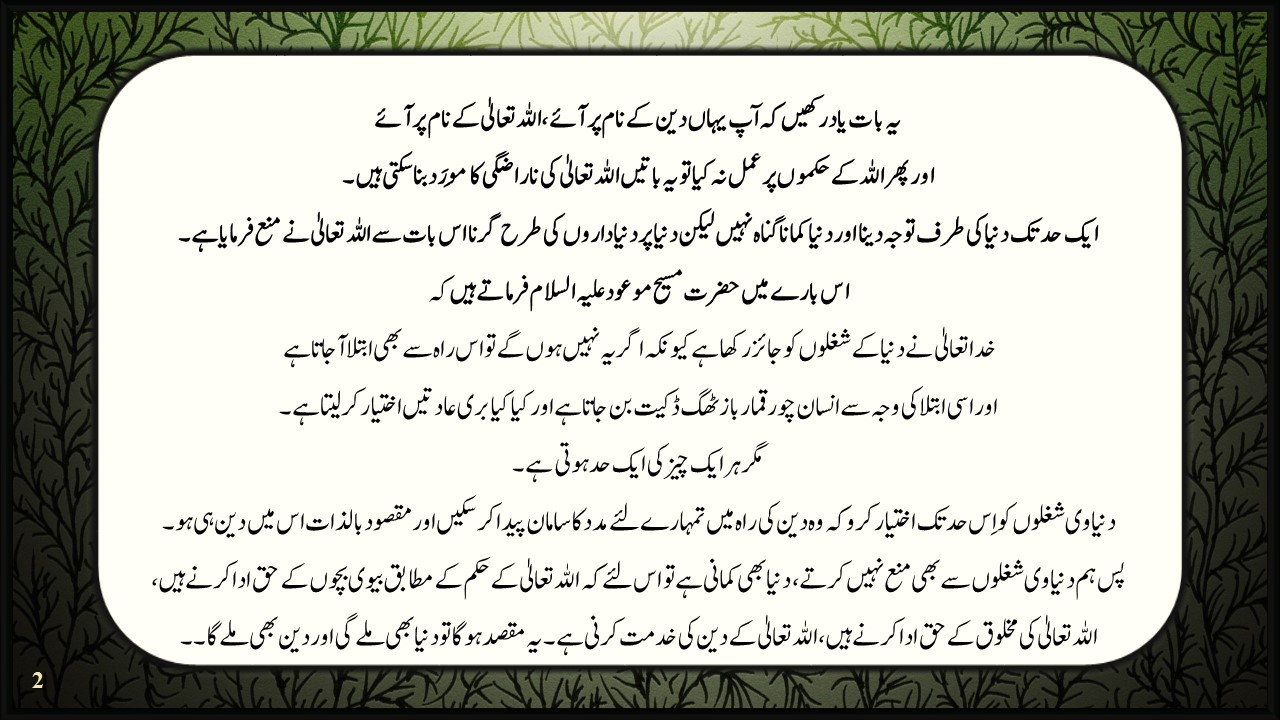 یہ بات یاد رکھیں کہ آپ یہاں دین کے نام پر آئے ،اللہ تعالیٰ کے نام پر آئے
اور پھر اللہ کے حکموں پر عمل نہ کیا تو یہ باتیں اللہ تعالیٰ کی ناراضگی کا مورَد بنا سکتی ہیں۔
ایک حد تک دنیا کی طرف توجہ دینا اور دنیا کمانا گناہ نہیں لیکن دنیا پر دنیاداروں کی طرح گرنا اس بات سے اللہ تعالیٰ نے منع فرمایا ہے۔
اس بارے میں حضرت مسیح موعود علیہ السلام فرماتے ہیں کہ
خدا تعالیٰ نے دنیا کے شغلوں کو جائز رکھا ہے کیونکہ اگر یہ نہیں ہوں گے تو اس راہ سے بھی ابتلا آ جاتا ہے
اور اسی ابتلا کی وجہ سے انسان چور قمار باز ٹھگ ڈکیت بن جاتا ہے اور کیا کیا بری عادتیں اختیار کر لیتا ہے۔
مگر ہر ایک چیز کی ایک حد ہوتی ہے۔
دنیاوی شغلوں کو اِس حد تک اختیار کرو کہ وہ دین کی راہ میں تمہارے لئے مدد کا سامان پیدا کر سکیں اور مقصود بالذات اس میں دین ہی ہو۔
پس ہم دنیاوی شغلوں سے بھی منع نہیں کرتے، دنیا بھی کمانی ہے تو اس لئے کہ اللہ تعالیٰ کے حکم کے مطابق بیوی بچوں کے حق ادا کرنے ہیں،
اللہ تعالیٰ کی مخلوق کے حق ادا کرنے ہیں،اللہ تعالیٰ کے دین کی خدمت کرنی ہے۔ یہ مقصد ہو گا تو دنیا بھی ملے گی اور دین بھی ملے گا۔۔
2